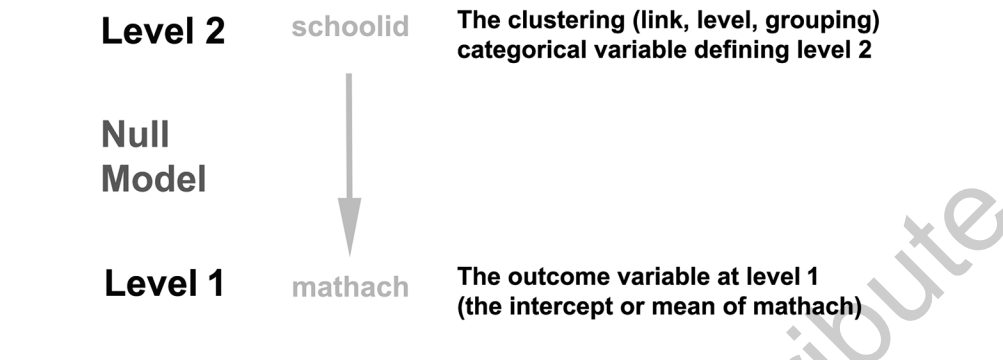 Level 2
schoolid
The clustering (link, level, grouping)
categorical variable defining level 2
Null
Model
Level 1
mathach
The outcome variable at level 1
(the intercept or mean of mathach)